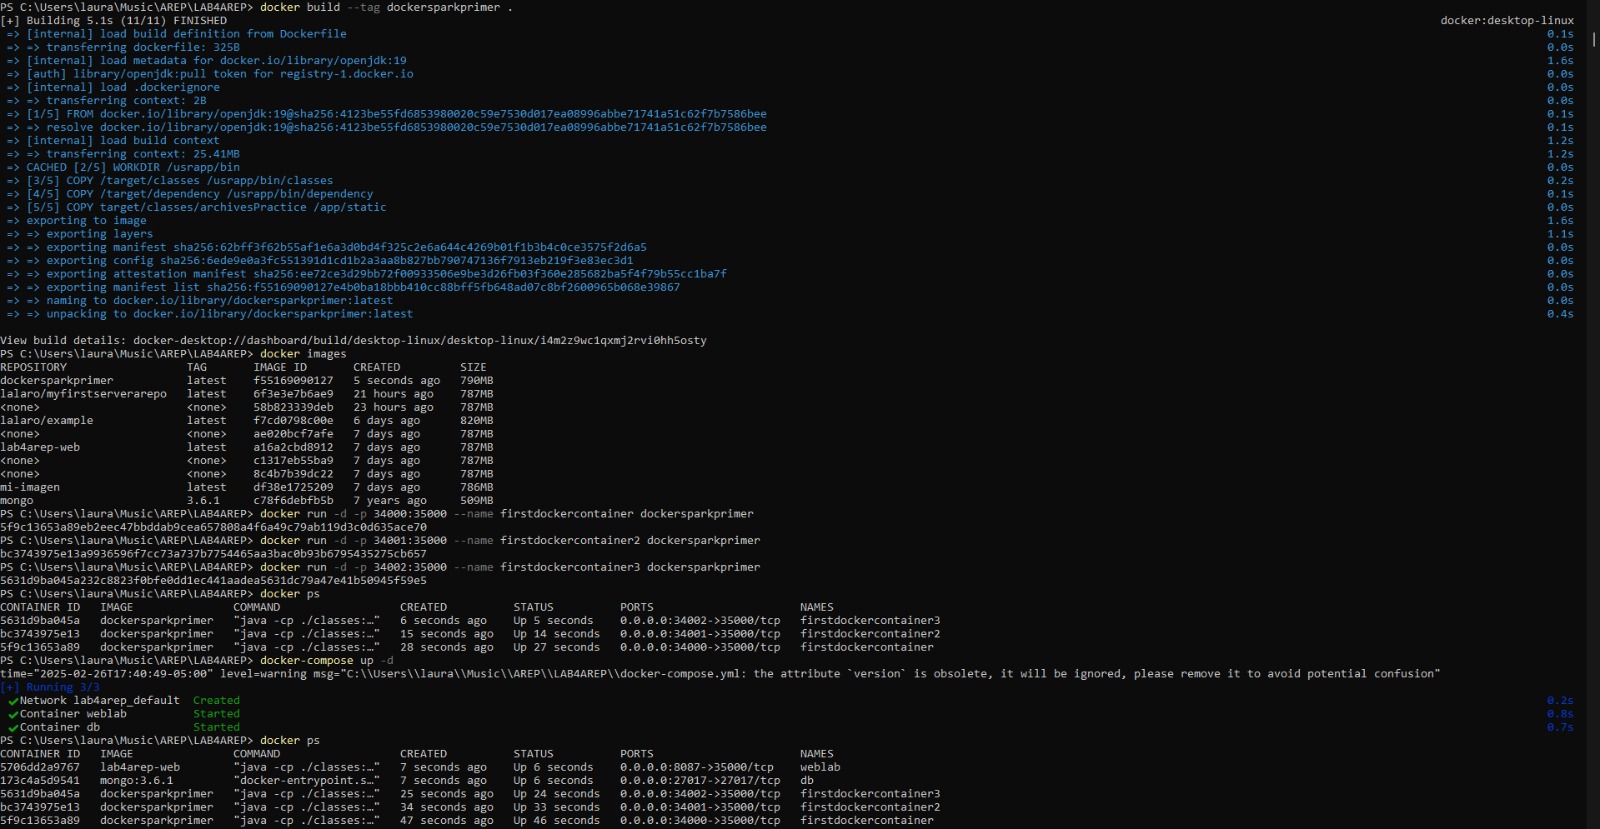 PS C:\Users\laura\Music\AREP\LAB4AREP> docker build --tag dockersparkprimer .
[+] Building 5.1s (11/11) FINISHED docker:desktop-linux
=> [internal] load build definition from Dockerfile 0.1s
=> => transferring dockerfile: 325B 0.0s
=> [internal] load metadata for docker.io/library/openjdk:19 1.6s
=> [auth] library/openjdk:pull token for registry-1.docker.io 0.0s
=> [internal] load .dockerignore 0.0s
=> => transferring context: 2B 0.0s
=> [1/5] FROM docker.io/library/openjdk:19@sha256:4123be55fd6853980020c59e7530d017ea08996abbe71741a51c62f7b7586bee 0.1s
=> => resolve docker.io/library/openjdk:19@sha256:4123be55fd6853980020c59e7530d017ea08996abbe71741a51c62f7b7586bee 0.1s
=> [internal] load build context 1.2s
=> => transferring context: 25.41MB 1.2s
=> CACHED [2/5] WORKDIR /usrapp/bin 0.0s
=> [3/5] COPY /target/classes /usrapp/bin/classes 0.2s
=> [4/5] COPY /target/dependency /usrapp/bin/dependency 0.1s
=> [5/5] COPY target/classes/archivesPractice /app/static 0.0s
=> exporting to image 1.6s
=> => exporting layers 1.1s
=> => exporting manifest sha256:62bff3f62b55af1e6a3d0bd4f325c2e6a644c4269b01f1b3b4c0ce3575f2d6a5 0.0s
=> => exporting config sha256:6ede9e0a3fc551391d1cd1b2a3aa8b827bb790747136f7913eb219f3e83ec3d1 0.0s
=> => exporting attestation manifest sha256:ee72ce3d29bb72f00933506e9be3d26fb03f360e285682ba5f4f79b55cc1ba7f 0.0s
=> => exporting manifest list sha256:f55169090127e4b0ba18bbb410cc88bff5fb648ad07c8bf2600965b068e39867 0.0s
=> => naming to docker.io/library/dockersparkprimer:latest 0.0s
=> => unpacking to docker.io/library/dockersparkprimer:latest 0.4s
View build details: docker-desktop://dashboard/build/desktop-linux/desktop-linux/i4m2z9wc1qxmj2rvi0hh5osty
PS C:\Users\laura\Music\AREP\LAB4AREP> docker images
REPOSITORY TAG IMAGE ID CREATED SIZE
dockersparkprimer latest f55169090127 5 seconds ago 790MB
lalaro/myfirstserverarepo latest 6f3e3e7b6ae9 21 hours ago 787MB
<none> <none> 58b823339deb 23 hours ago 787MB
lalaro/example latest f7cd0798c00e 6 days ago 820MB
<none> <none> ae020bcf7afe 7 days ago 787MB
lab4arep-web latest a16a2cbd8912 7 days ago 787MB
<none> <none> c1317eb55ba9 7 days ago 787MB
<none> <none> 8c4b7b39dc22 7 days ago 787MB
mi-imagen latest df38e1725209 7 days ago 786MB
mongo 3.6.1 c78f6debfb5b 7 years ago 509MB
PS C:\Users\laura\Music\AREP\LAB4AREP> docker run -d -p 34000:35000 --name firstdockercontainer dockersparkprimer
5f9c13653a89eb2eec47bbddab9cea657808a4f6a49c79ab119d3c0d635ace70
PS C:\Users\laura\Music\AREP\LAB4AREP> docker run -d -p 34001:35000 --name firstdockercontainer2 dockersparkprimer
bc3743975e13a9936596f7cc73a737b7754465aa3bac0b93b6795435275cb657
PS C:\Users\laura\Music\AREP\LAB4AREP> docker run -d -p 34002:35000 --name firstdockercontainer3 dockersparkprimer
5631d9ba045a232c8823f0bfe0dd1ec441aadea5631dc79a47e41b50945f59e5
PS C:\Users\laura\Music\AREP\LAB4AREP> docker ps
CONTAINER ID IMAGE COMMAND CREATED STATUS PORTS NAMES
5631d9ba045a dockersparkprimer "java -cp ./classes:…" 6 seconds ago Up 5 seconds 0.0.0.0:34002->35000/tcp firstdockercontainer3
bc3743975e13 dockersparkprimer "java -cp ./classes:…" 15 seconds ago Up 14 seconds 0.0.0.0:34001->35000/tcp firstdockercontainer2
5f9c13653a89 dockersparkprimer "java -cp ./classes:…" 28 seconds ago Up 27 seconds 0.0.0.0:34000->35000/tcp firstdockercontainer
PS C:\Users\laura\Music\AREP\LAB4AREP> docker-compose up -d
time="2025-02-26T17:40:49-05:00" level=warning msg="C:\\Users\\laura\\Music\\AREP\\LAB4AREP\\docker-compose.yml: the attribute `version` is obsolete, it will be ignored, please remove it to avoid potential confusion"
[+] Running 3/3
✔Network lab4arep_default Created 0.2s
✔Container weblab Started 0.8s
✔Container db Started 0.7s
PS C:\Users\laura\Music\AREP\LAB4AREP> docker ps
CONTAINER ID IMAGE COMMAND CREATED STATUS PORTS NAMES
5706dd2a9767 lab4arep-web "java -cp ./classes:…" 7 seconds ago Up 6 seconds 0.0.0.0:8087->35000/tcp weblab
173c4a5d9541 mongo:3.6.1 "docker-entrypoint.s…" 7 seconds ago Up 6 seconds 0.0.0.0:27017->27017/tcp db
5631d9ba045a dockersparkprimer "java -cp ./classes:…" 25 seconds ago Up 24 seconds 0.0.0.0:34002->35000/tcp firstdockercontainer3
bc3743975e13 dockersparkprimer "java -cp ./classes:…" 34 seconds ago Up 33 seconds 0.0.0.0:34001->35000/tcp firstdockercontainer2
5f9c13653a89 dockersparkprimer "java -cp ./classes:…" 47 seconds ago Up 46 seconds 0.0.0.0:34000->35000/tcp firstdockercontainer